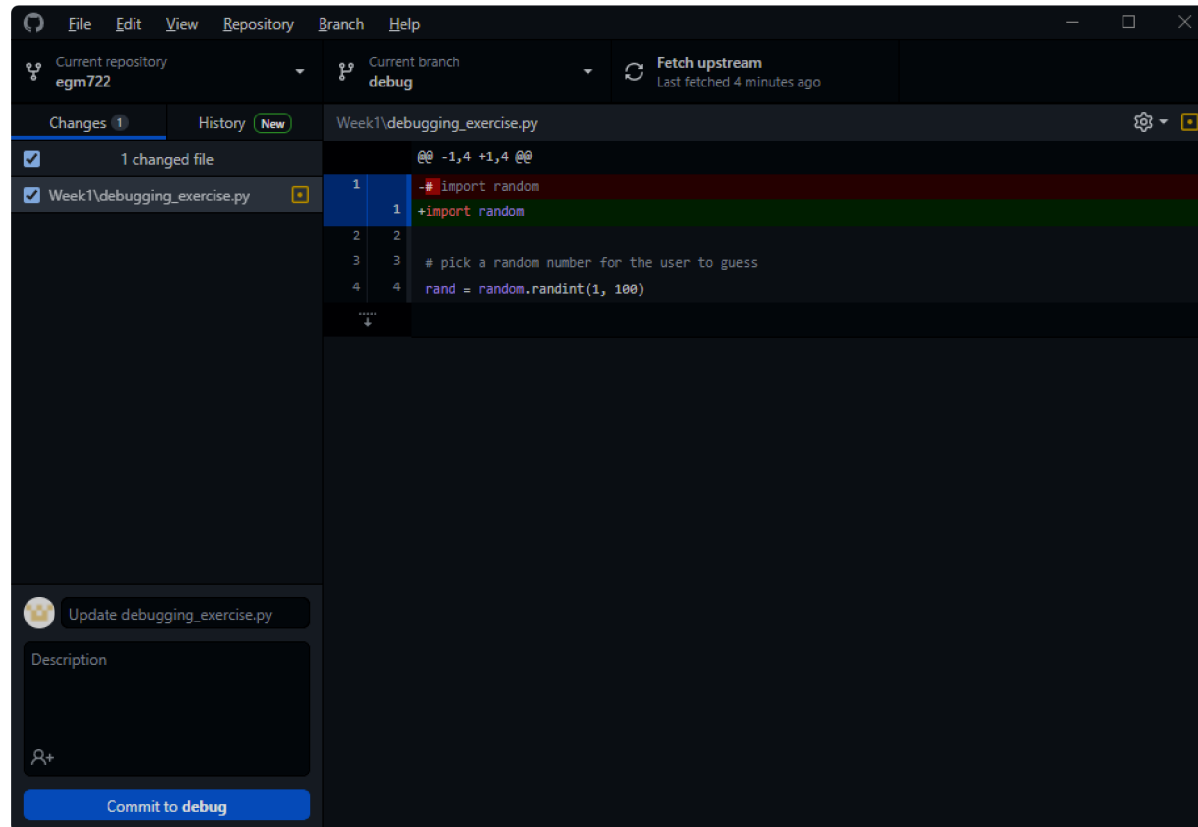 File Edit View Repository Branch Help
Current repository
egm722
Current branch
debug
Fetch upstream
Last fetched 4 minutes ago
Changes 1
History New
Week1\debugging_exercise.py
1 changed file
Week1\debugging_exercise.py
@@ -1,4 +1,4 @@
1 -# import random
1 +import random
2 2
3 3 # pick a random number for the user to guess
4 4 rand = random.randint(1, 100)
Update debugging_exercise.py
Description
Commit to debug